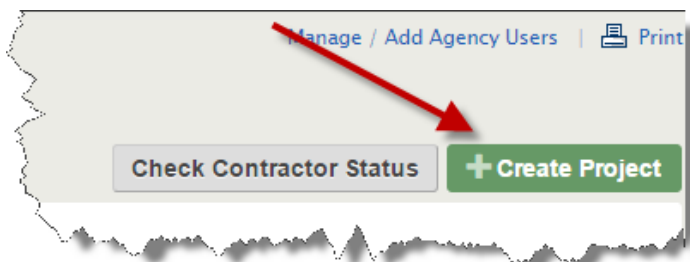 Manage / Add Agency Users | Print
Check Contractor Status
+ Create Project